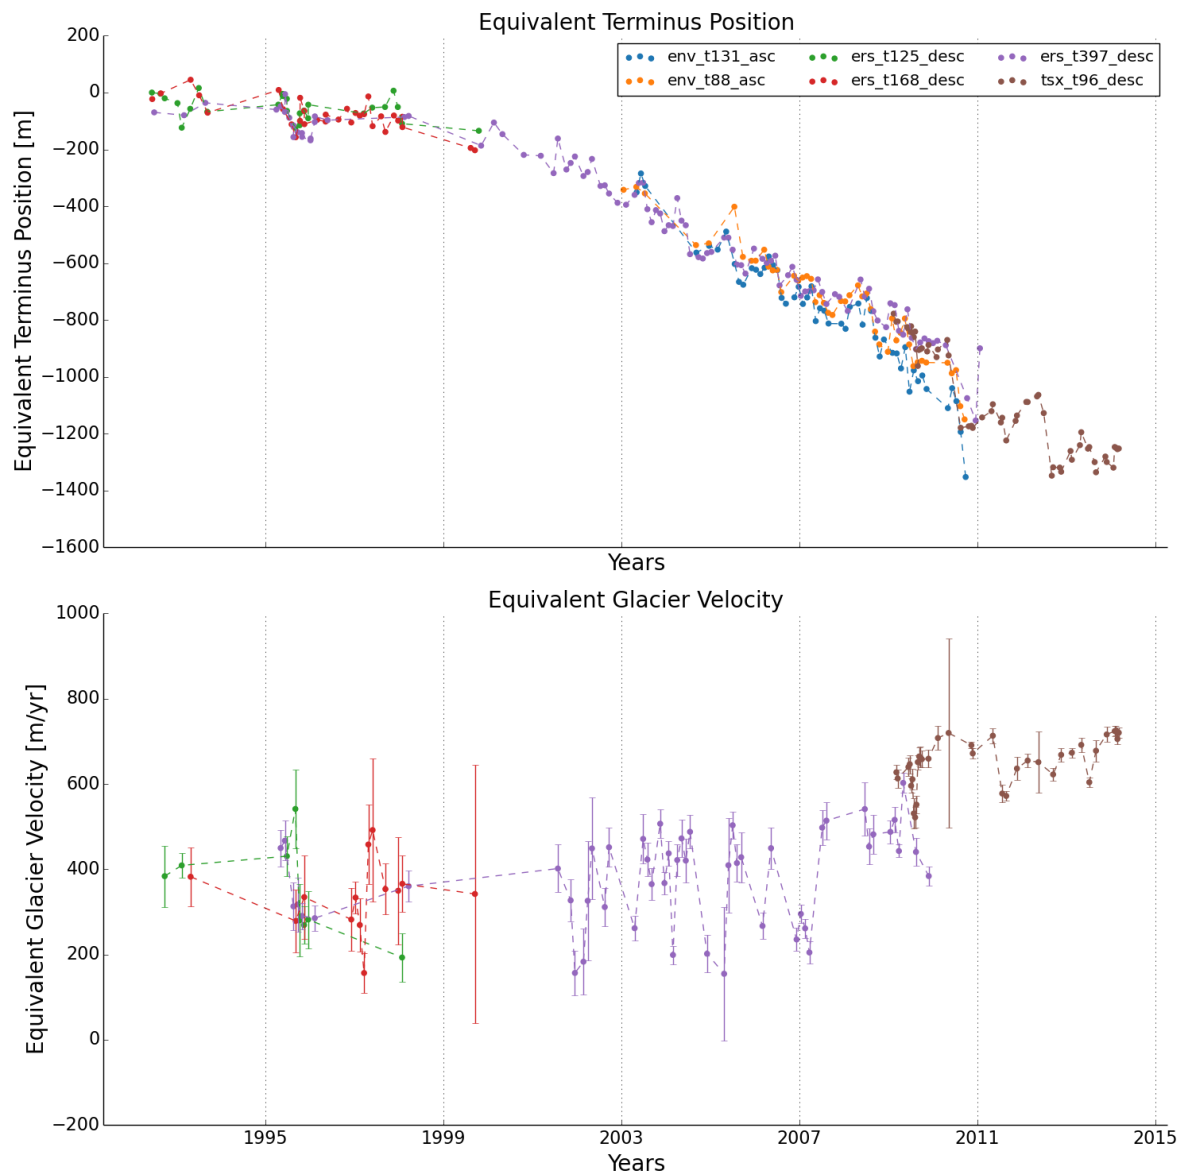 Equivalent Terminus Position
Equivalent Terminus Position [m]
200
0
−200
−400
−600
−800
−1000
−1200
−1400
−1600
env_t131_asc
env_t88_asc
ers_t125_desc
ers_t168_desc
ers_t397_desc
tsx_t96_desc
Years
Equivalent Glacier Velocity
Equivalent Glacier Velocity [m/yr]
1000
800
600
400
200
0
−200
1995 1999 2003 2007 2011 2015
Years